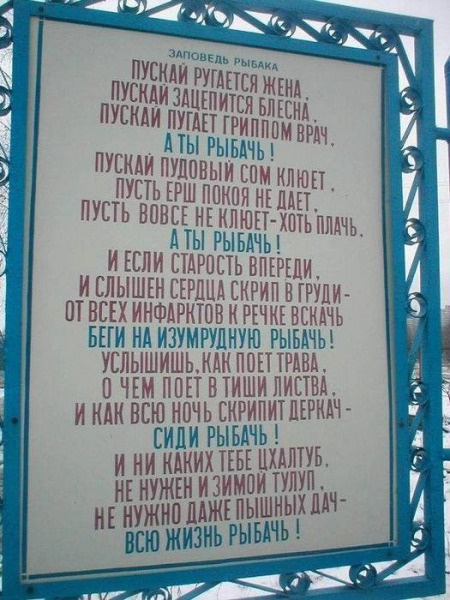 ЗАПОВЕДЬ РЫБАКА
ПУСКАЙ РУГАЕТСЯ ЖЕНА,
ПУСКАЙ ЗАЦЕПИТСЯ БЛЕСНА,
ПУСКАЙ ПУГАЕТ ГРИППОМ ВРАЧ,
А ТЫ РЫБАЧЬ!
ПУСКАЙ ПУДОВЫЙ СОМ КЛЮЕТ,
ПУСТЬ ЕРШ ПОКОЯ НЕ ДАЕТ,
ПУСТЬ ВОВСЕ НЕ КЛЮЕТ-ХОТЬ ПЛАЧЬ,
А ТЫ РЫБАЧЬ!
И ЕСЛИ СТАРОСТЬ ВПЕРЕДИ,
И СЛЫШЕН СЕРДЦА СКРИП В ГРУДИ-
ОТ ВСЕХ ИНФАРКТОВ К РЕЧКЕ ВСКАЧЬ
БЕГИ НА ИЗУМРУДНУЮ РЫБАЧЬ!
УСЛЫШИШЬ, КАК ПОЕТ ТРАВА,
О ЧЕМ ПОЕТ В ТИШИ ЛИСТВА,
И КАК ВСЮ НОЧЬ СКРИПИТ ДЕРКАЧ-
СИДИ РЫБАЧЬ!
И НИ КАКИХ ТЕБЕ ЦХАЛТУБ,
НЕ НУЖЕН И ЗИМОЙ ТУЛУП,
НЕ НУЖНО ДАЖЕ ПЫШНЫХ ДАЧ-
ВСЮ ЖИЗНЬ РЫБАЧЬ!